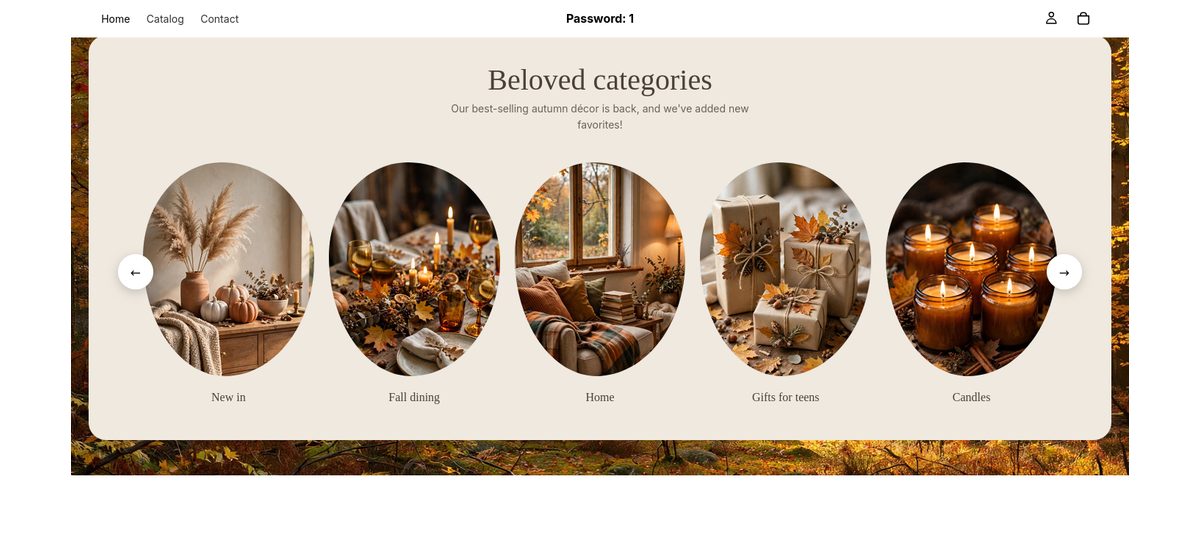 Home
Catalog
Contact
Password: 1
Beloved categories
Our best-selling autumn décor is back, and we've added new
favorites!
←
→
New in
Fall dining
Home
Gifts for teens
Candles